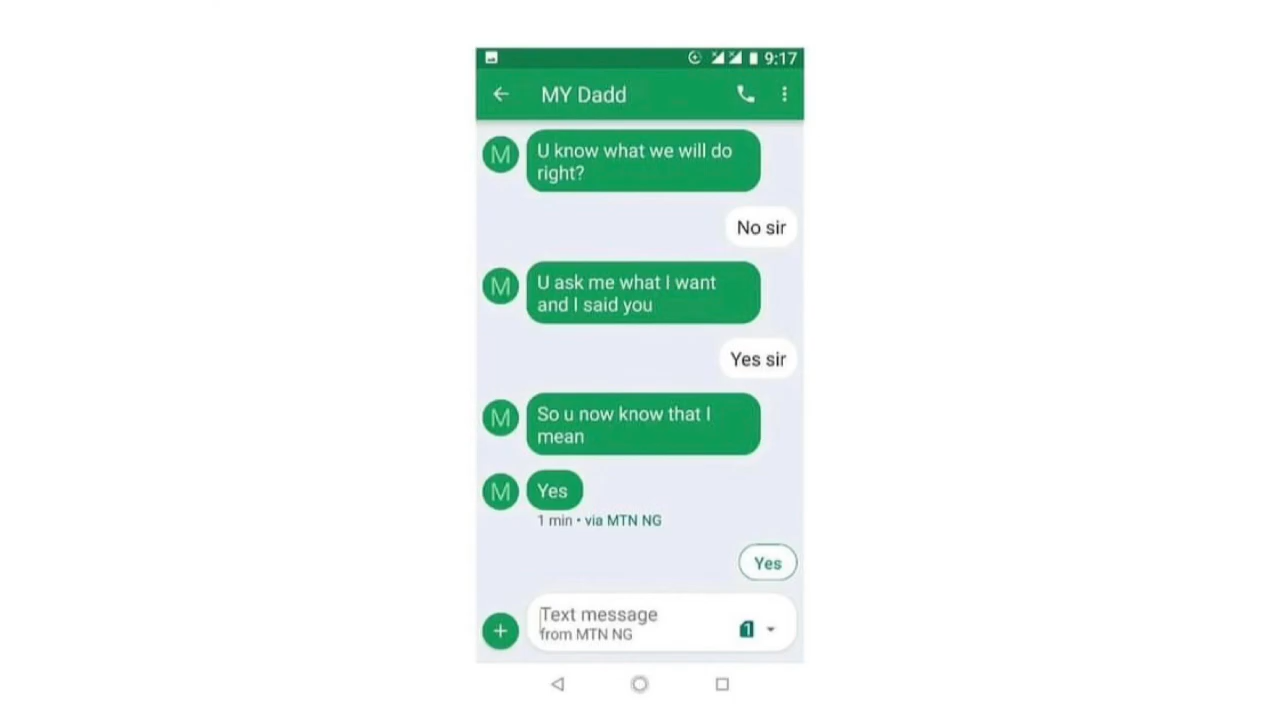 9:17
MY Dadd
M
U know what we will do
right?
No sir
M
U ask me what I want
and I said you
Yes sir
M
So u now know that I
mean
M
Yes
1 min • via MTN NG
Yes
+
Text message
from MTN NG
1